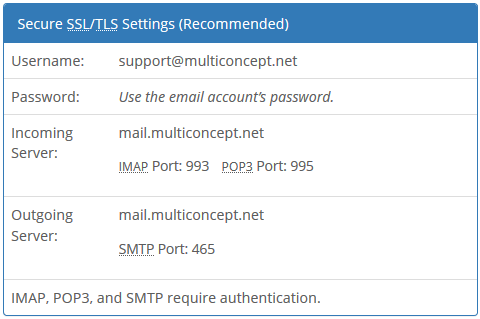 Secure SSL/TLS Settings (Recommended)
Username: support@multiconcept.net
Password: Use the email account’s password.
Incoming Server: mail.multiconcept.net
IMAP Port: 993 POP3 Port: 995
Outgoing Server: mail.multiconcept.net
SMTP Port: 465
IMAP, POP3, and SMTP require authentication.